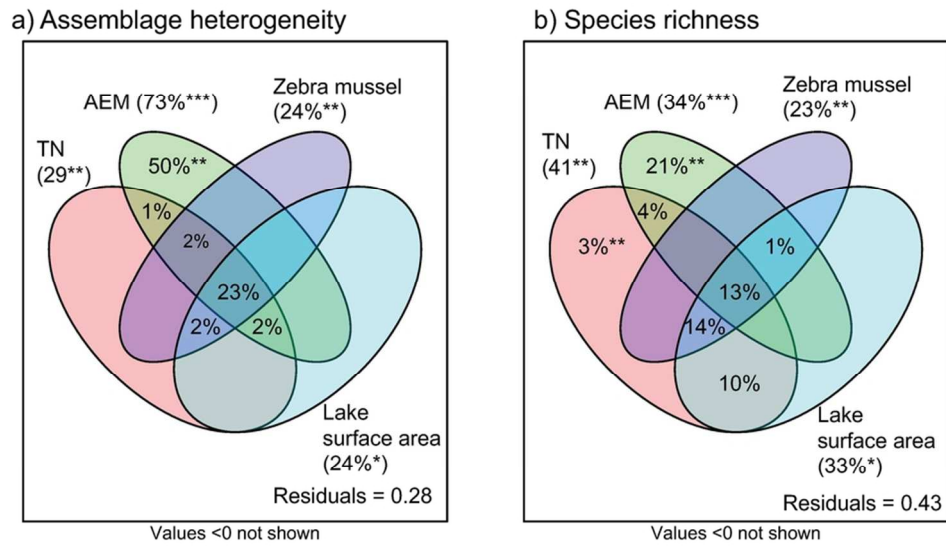 a) Assemblage heterogeneity
AEM (73%***)
Zebra mussel
(24%**)
TN
(29**)
50%**
1%
2%
23%
2%
2%
Lake
surface area
(24%*)
Residuals = 0.28
Values <0 not shown
b) Species richness
AEM (34%***)
Zebra mussel
(23%**)
TN
(41**)
21%**
4%
3%**
1%
13%
14%
10%
Lake
surface area
(33%*)
Residuals = 0.43
Values <0 not shown